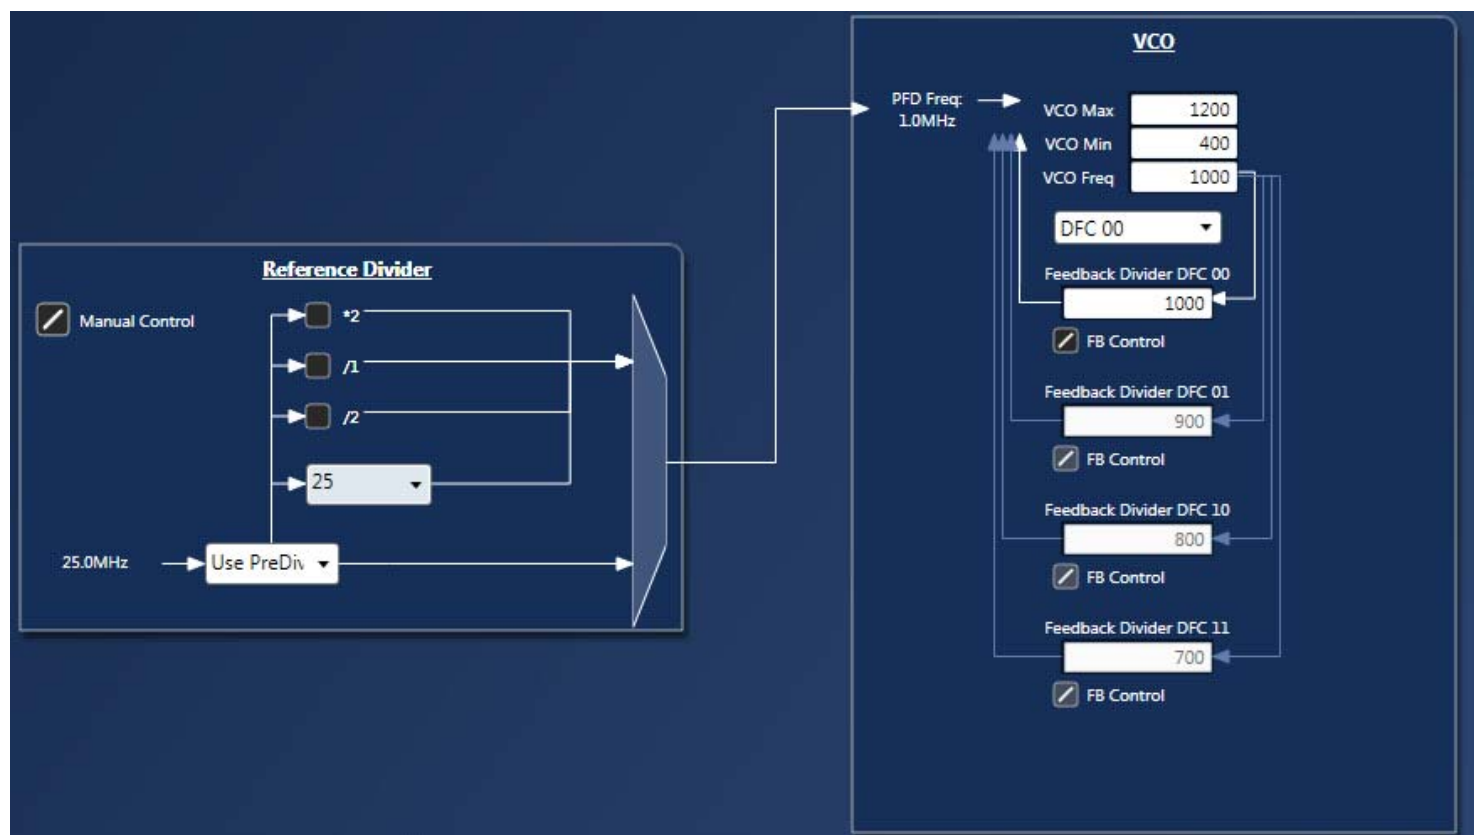 VCO
PFD Freq:
1.0MHz
VCO Max 1200
VCO Min 400
VCO Freq 1000
DFC 00
Feedback Divider DFC 00
1000
FB Control
Feedback Divider DFC 01
900
FB Control
Feedback Divider DFC 10
800
FB Control
Feedback Divider DFC 11
700
FB Control
Reference Divider
Manual Control
*2
/1
/2
25
25.0MHz
Use PreDiv